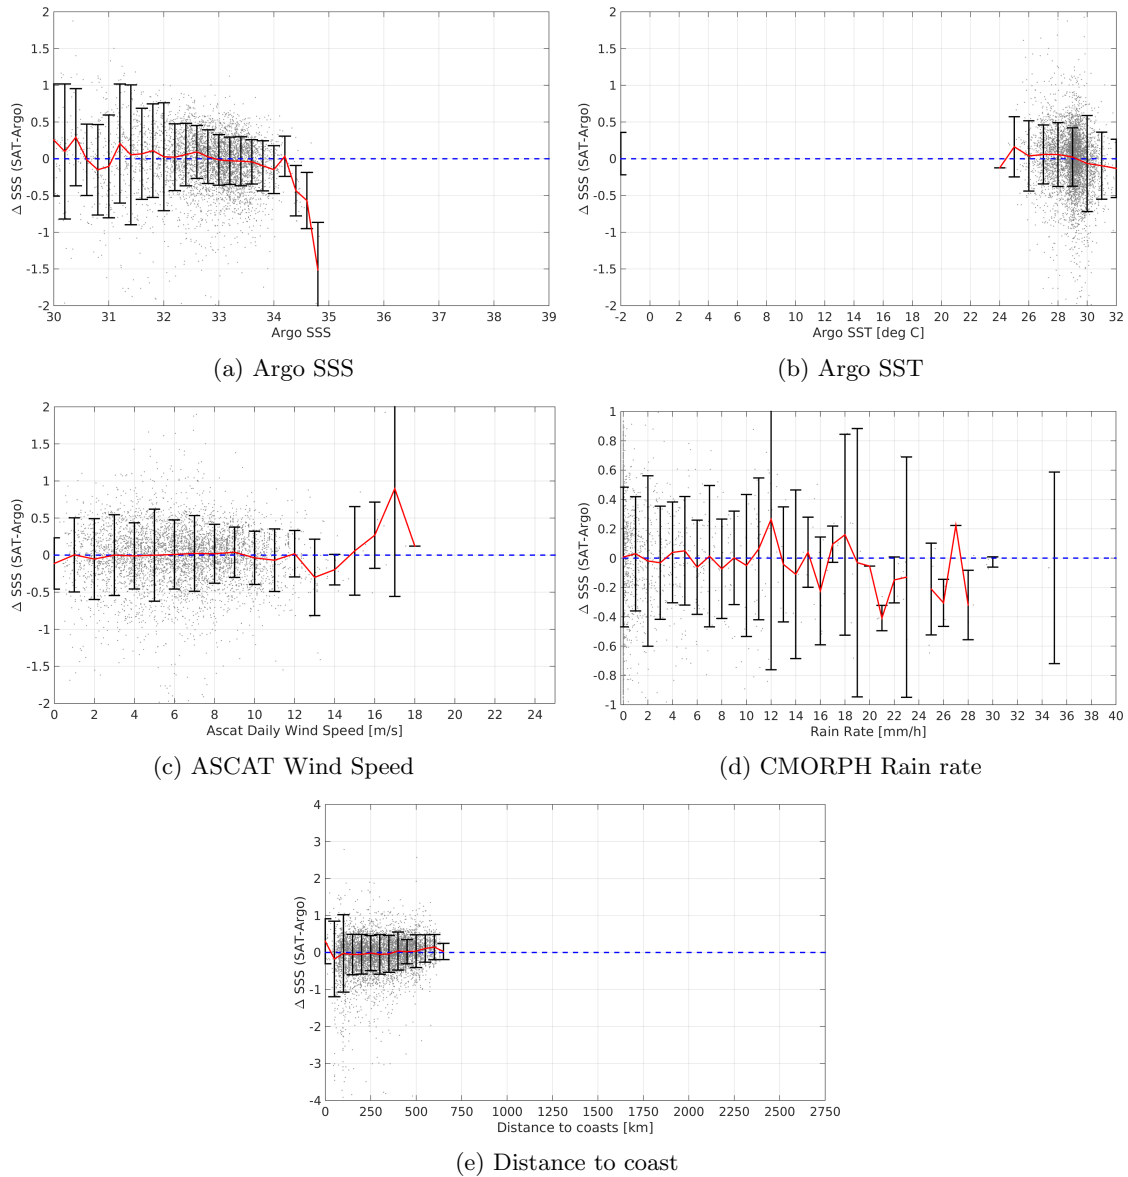 2
1.5
1
0.5
0
-0.5
-1
-1.5
-2
Δ SSS (SAT-Argo)
30 31 32 33 34 35 36 37 38 39
Argo SSS
(a) Argo SSS
2
1.5
1
0.5
0
-0.5
-1
-1.5
-2
Δ SSS (SAT-Argo)
-2 0 2 4 6 8 10 12 14 16 18 20 22 24 26 28 30 32
Argo SST [deg C]
(b) Argo SST
2
1.5
1
0.5
0
-0.5
-1
-1.5
-2
Δ SSS (SAT-Argo)
0 2 4 6 8 10 12 14 16 18 20 22 24
Ascat Daily Wind Speed [m/s]
(c) ASCAT Wind Speed
1
0.8
0.6
0.4
0.2
0
-0.2
-0.4
-0.6
-0.8
-1
Δ SSS (SAT-Argo)
0 2 4 6 8 10 12 14 16 18 20 22 24 26 28 30 32 34 36 38 40
Rain Rate [mm/h]
(d) CMORPH Rain rate
4
3
2
1
0
-1
-2
-3
-4
Δ SSS (SAT-Argo)
0 250 500 750 1000 1250 1500 1750 2000 2250 2500 2750
Distance to coasts [km]
(e) Distance to coast